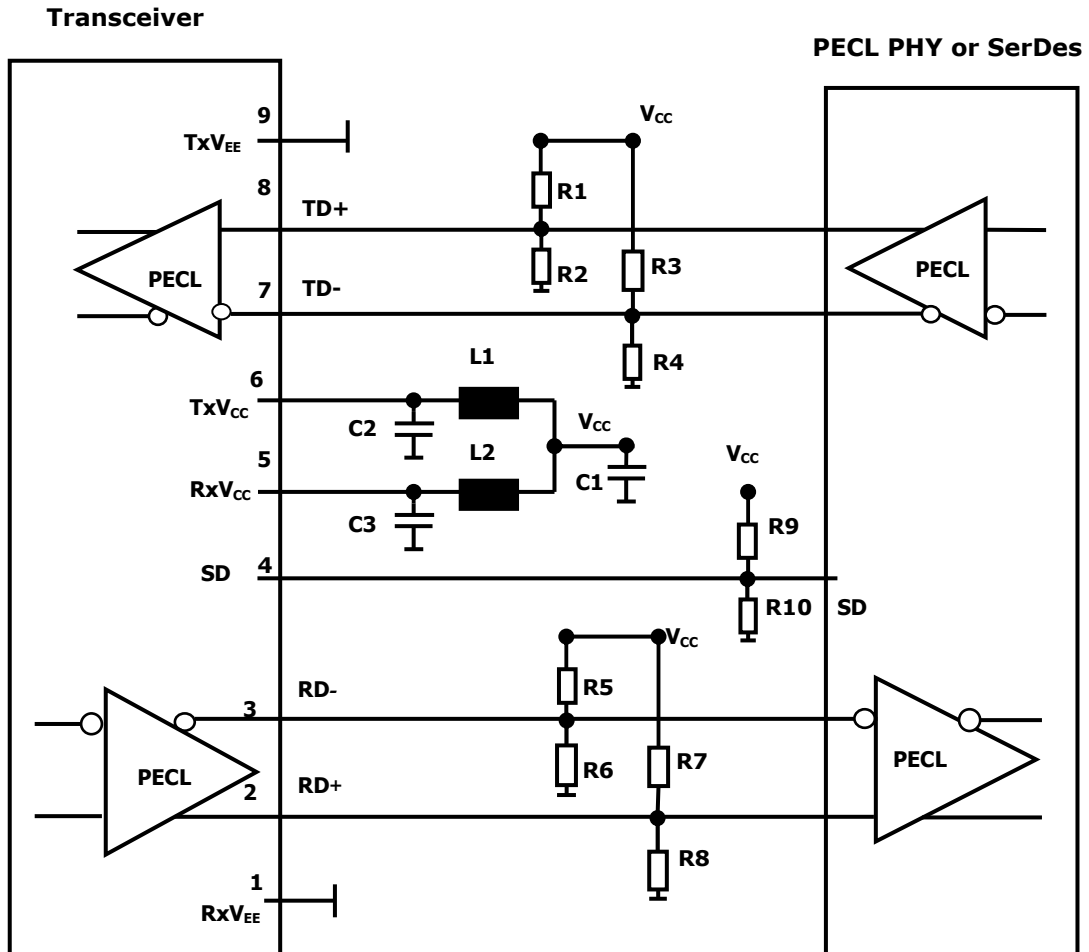 Transceiver
PECL PHY or SerDes
9
TxVEE
VCC
8
TD+
R1
PECL
R2
R3
PECL
7
TD-
R4
L1
6
TxVCC
C2
VCC
L2
5
RxVCC
C1
VCC
C3
R9
SD
4
R10
SD
VCC
RD-
3
R5
PECL
R6
R7
PECL
2
RD+
R8
1
RxVEE